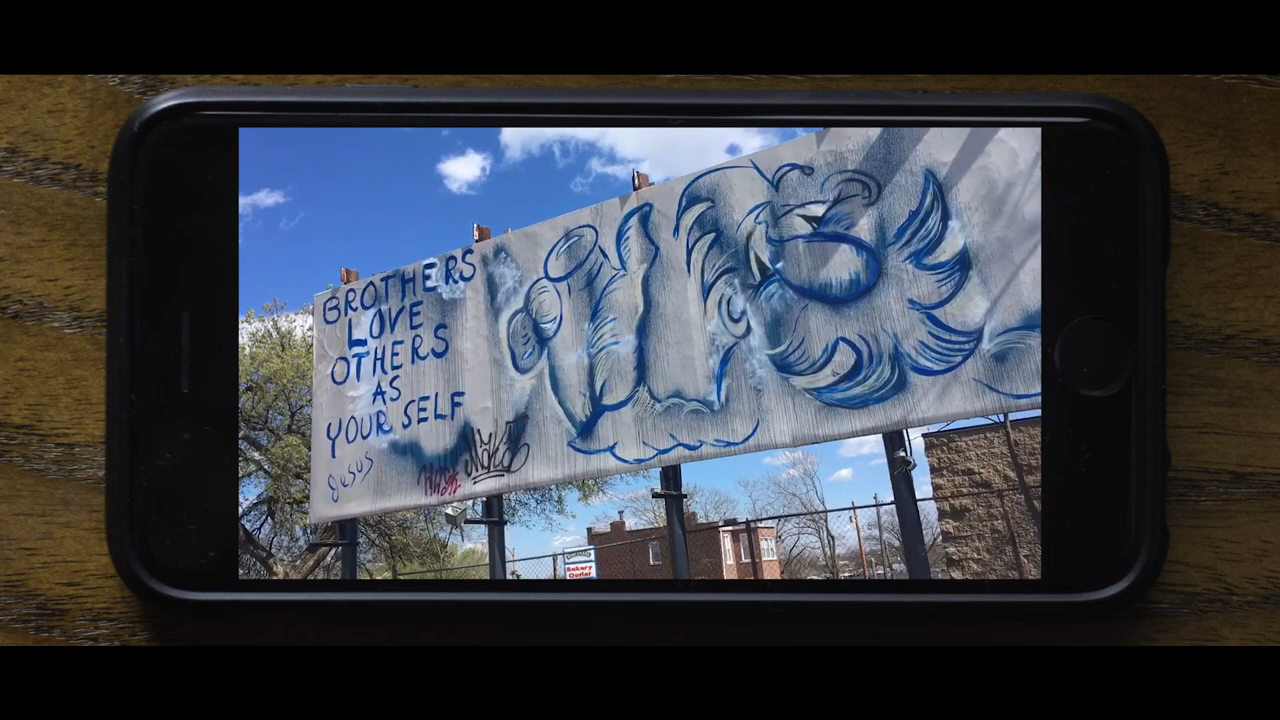 BROTHERS
LOVE
OTHERS
AS
YOUR SELF
Jesus
Bakery
Outlet